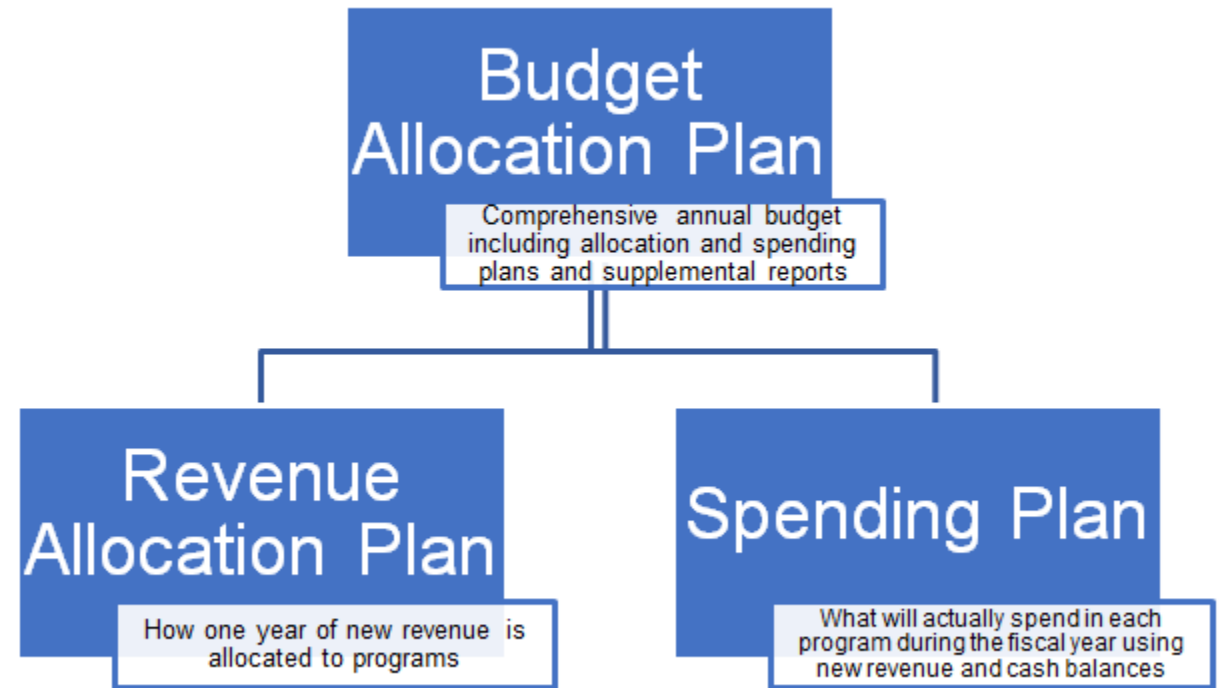 Budget
Allocation Plan
Comprehensive annual budget
including allocation and spending
plans and supplemental reports
Revenue
Allocation Plan
How one year of new revenue is
allocated to programs
Spending Plan
What will actually spend in each
program during the fiscal year using
new revenue and cash balances